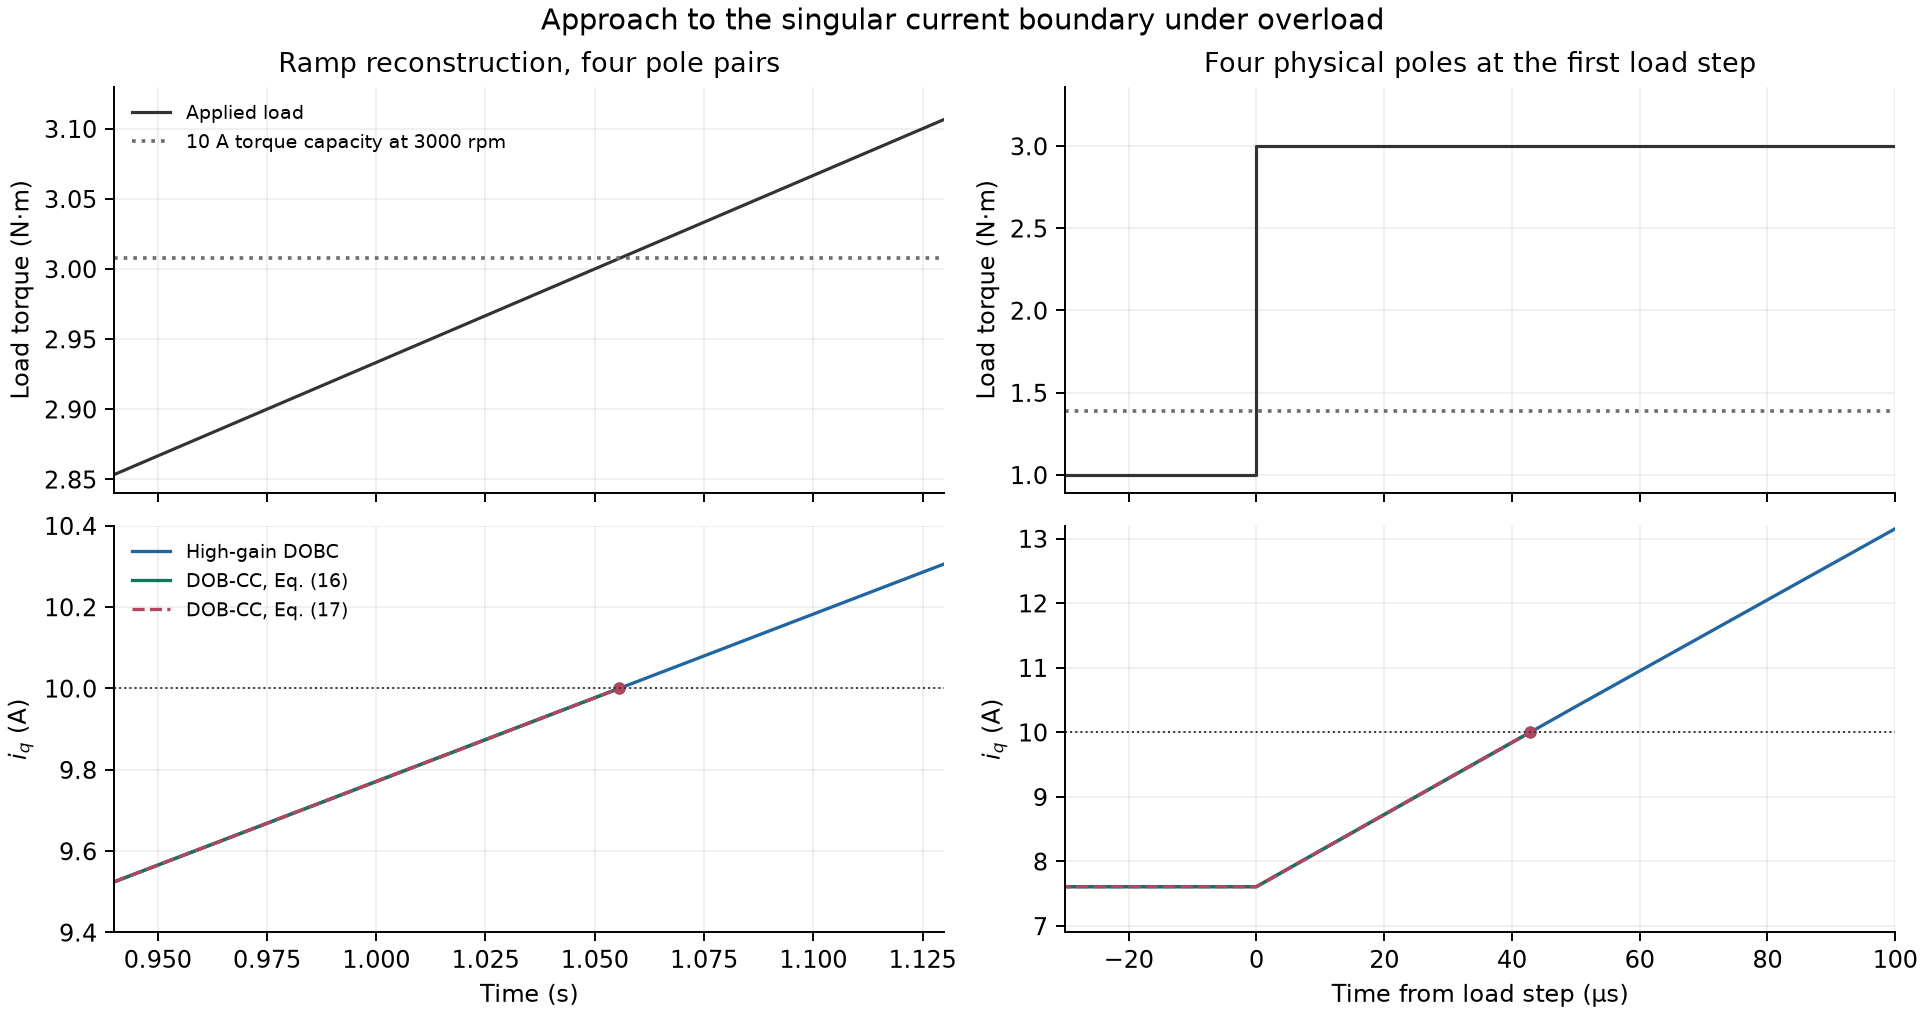 Approach to the singular current boundary under overload
Ramp reconstruction, four pole pairs
Load torque (N·m)
3.10
3.05
3.00
2.95
2.90
2.85
Applied load
10 A torque capacity at 3000 rpm
Four physical poles at the first load step
Load torque (N·m)
3.0
2.5
2.0
1.5
1.0
i_q (A)
10.4
10.2
10.0
9.8
9.6
9.4
High-gain DOBC
DOB-CC, Eq. (16)
DOB-CC, Eq. (17)
0.950 0.975 1.000 1.025 1.050 1.075 1.100 1.125
Time (s)
i_q (A)
13
12
11
10
9
8
7
−20 0 20 40 60 80 100
Time from load step (µs)